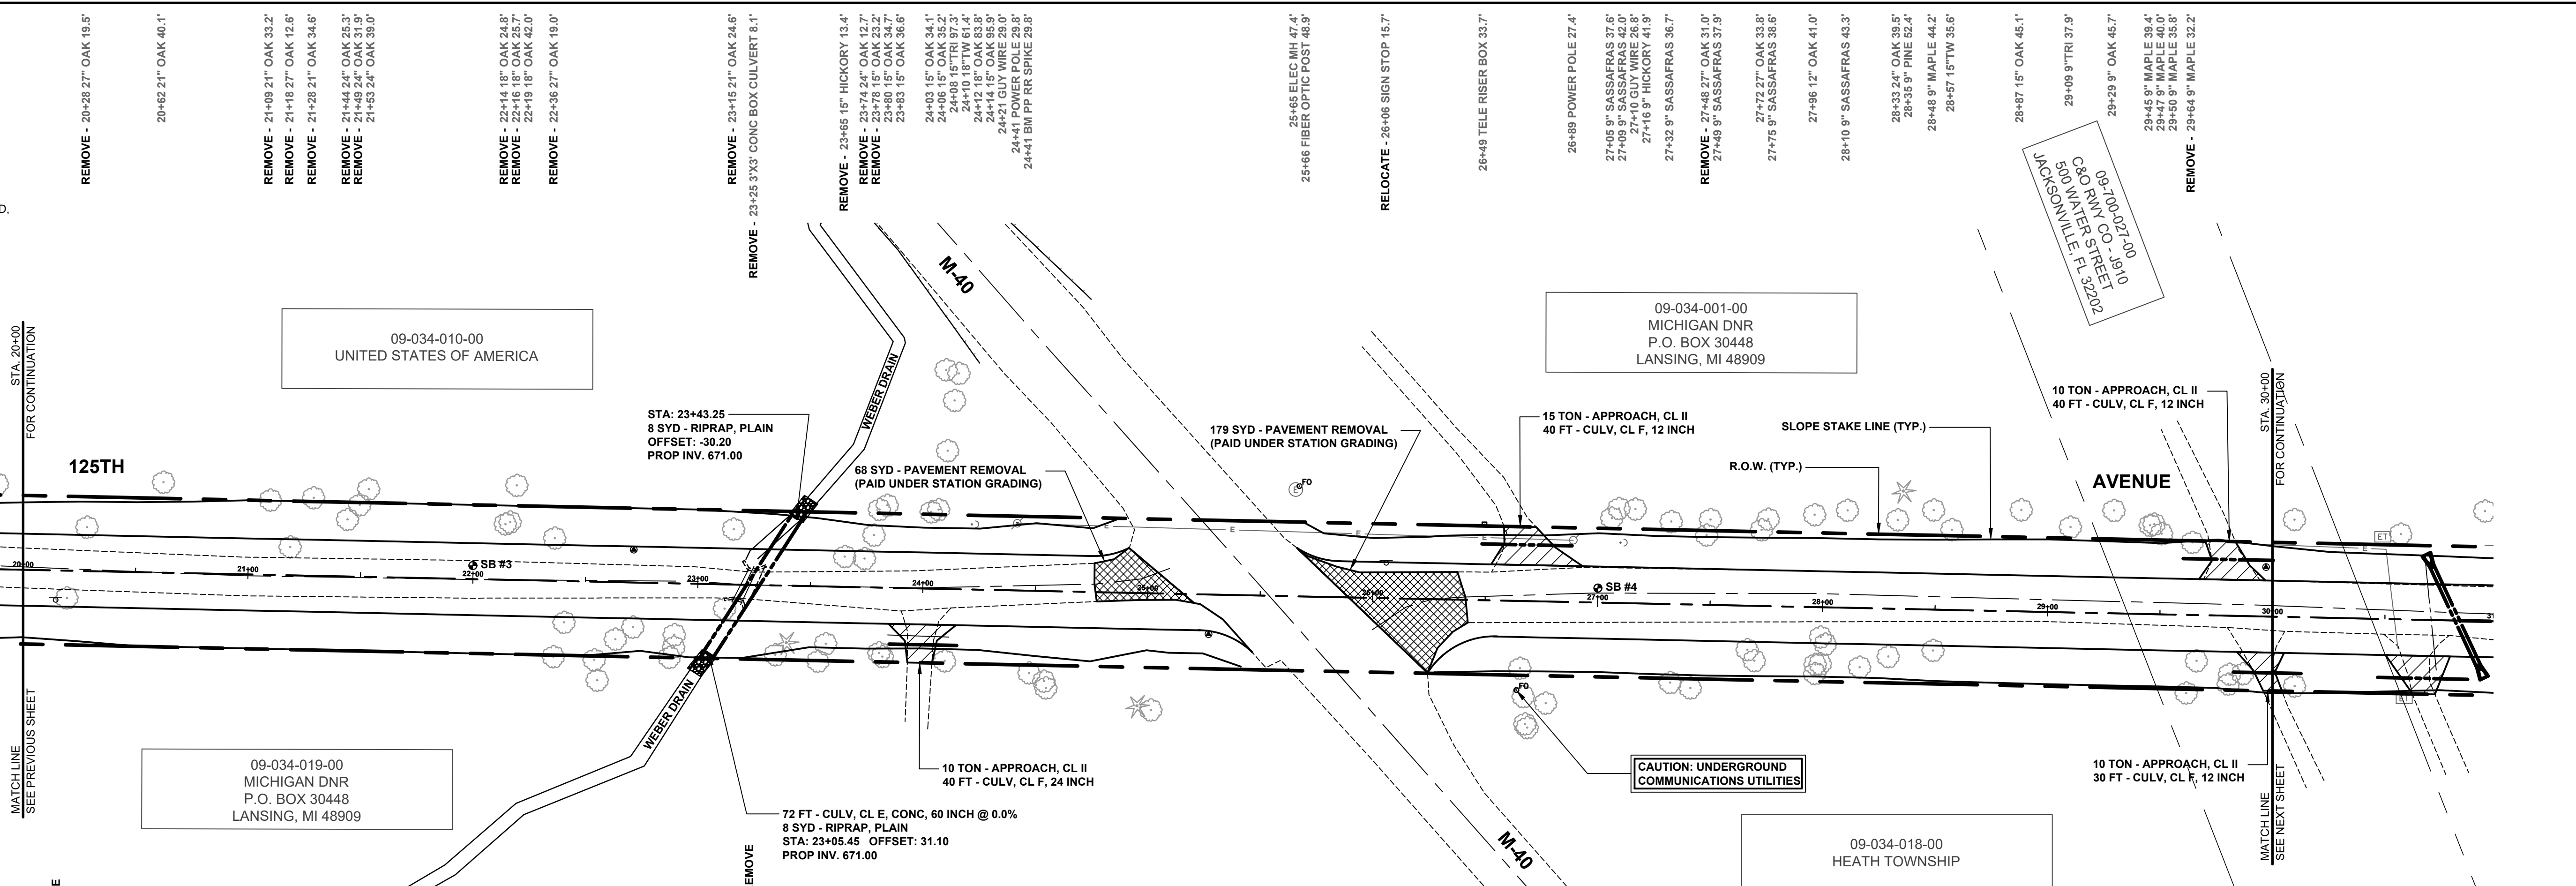 REMOVE - 20+28 27" OAK 19.5'
20+62 21" OAK 40.1'
REMOVE - 21+09 21" OAK 33.2'
REMOVE - 21+18 27" OAK 12.6'
REMOVE - 21+28 21" OAK 34.6'
REMOVE - 21+44 24" OAK 25.3'
REMOVE - 21+49 24" OAK 31.9'
21+53 24" OAK 39.0'
REMOVE - 22+14 18" OAK 24.8'
REMOVE - 22+16 18" OAK 25.7'
22+19 18" OAK 42.0'
REMOVE - 22+36 27" OAK 19.0'
REMOVE - 23+15 21" OAK 24.6'
REMOVE - 23+25 3'X3' CONC BOX CULVERT 8.1'
REMOVE - 23+65 15" HICKORY 13.4'
REMOVE - 23+74 24" OAK 12.7'
REMOVE - 23+78 15" OAK 23.2'
23+80 15" OAK 34.7'
23+83 15" OAK 36.6'
24+03 15" OAK 34.1'
24+06 15" OAK 35.2'
24+08 15"TRI 97.3'
24+10 18"TW 61.4'
24+12 18" OAK 83.8'
24+14 15" OAK 95.9'
24+21 GUY WIRE 29.0'
24+41 POWER POLE 29.8'
24+41 BM PP RR SPIKE 29.8'
25+65 ELEC MH 47.4'
25+66 FIBER OPTIC POST 48.9'
RELOCATE - 26+06 SIGN STOP 15.7'
26+49 TELE RISER BOX 33.7'
26+89 POWER POLE 27.4'
27+05 9" SASSAFRAS 37.6'
27+09 9" SASSAFRAS 42.0'
27+10 GUY WIRE 26.8'
27+16 9" HICKORY 41.9'
27+32 9" SASSAFRAS 36.7'
REMOVE - 27+48 27" OAK 31.0'
27+49 9" SASSAFRAS 37.9'
27+72 27" OAK 33.8'
27+75 9" SASSAFRAS 38.6'
27+96 12" OAK 41.0'
28+10 9" SASSAFRAS 43.3'
28+33 24" OAK 39.5'
28+35 9" PINE 52.4'
28+48 9" MAPLE 44.2'
28+57 15"TW 35.6'
28+87 15" OAK 45.1'
29+09 9"TRI 37.9'
29+29 9" OAK 45.7'
29+45 9" MAPLE 39.4'
29+47 9" MAPLE 40.0'
29+50 9" MAPLE 35.8'
REMOVE - 29+64 9" MAPLE 32.2'
D,
09-700-027-00
C&O RWY CO - J910
500 WATER STREET
JACKSONVILLE, FL 32202
M-40
09-034-010-00
UNITED STATES OF AMERICA
09-034-001-00
MICHIGAN DNR
P.O. BOX 30448
LANSING, MI 48909
STA. 20+00
FOR CONTINUATION
WEBER DRAIN
STA: 23+43.25
8 SYD - RIPRAP, PLAIN
OFFSET: -30.20
PROP INV. 671.00
68 SYD - PAVEMENT REMOVAL
(PAID UNDER STATION GRADING)
179 SYD - PAVEMENT REMOVAL
(PAID UNDER STATION GRADING)
15 TON - APPROACH, CL II
40 FT - CULV, CL F, 12 INCH
SLOPE STAKE LINE (TYP.)
R.O.W. (TYP.)
10 TON - APPROACH, CL II
40 FT - CULV, CL F, 12 INCH
STA. 30+00
FOR CONTINUATION
125TH
AVENUE
E
FO
E
E
E
E
ET
SB #3
SB #4
20+00
21+00
22+00
23+00
24+00
25+00
26+00
27+00
28+00
29+00
30+00
31
FO
ET
MATCH LINE
SEE PREVIOUS SHEET
WEBER DRAIN
09-034-019-00
MICHIGAN DNR
P.O. BOX 30448
LANSING, MI 48909
10 TON - APPROACH, CL II
40 FT - CULV, CL F, 24 INCH
CAUTION: UNDERGROUND
COMMUNICATIONS UTILITIES
10 TON - APPROACH, CL II
30 FT - CULV, CL F, 12 INCH
MATCH LINE
SEE NEXT SHEET
72 FT - CULV, CL E, CONC, 60 INCH @ 0.0%
8 SYD - RIPRAP, PLAIN
STA: 23+05.45 OFFSET: 31.10
PROP INV. 671.00
M-40
09-034-018-00
HEATH TOWNSHIP
EMOVE
E